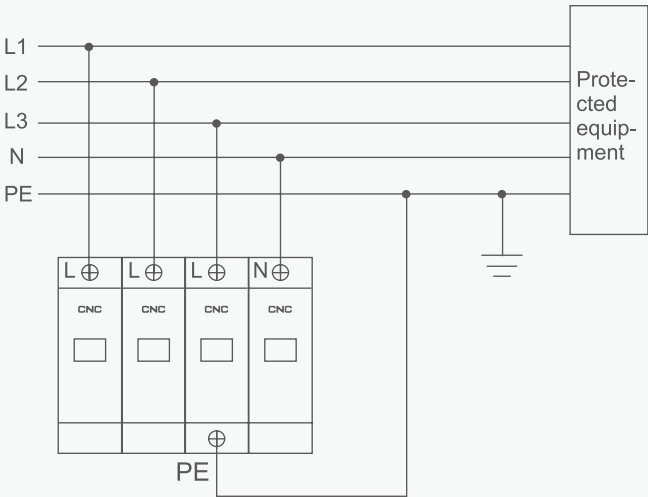 L1
L2
L3
N
PE
Prote-
cted
equip-
ment
L L L N
CNC CNC CNC CNC
PE